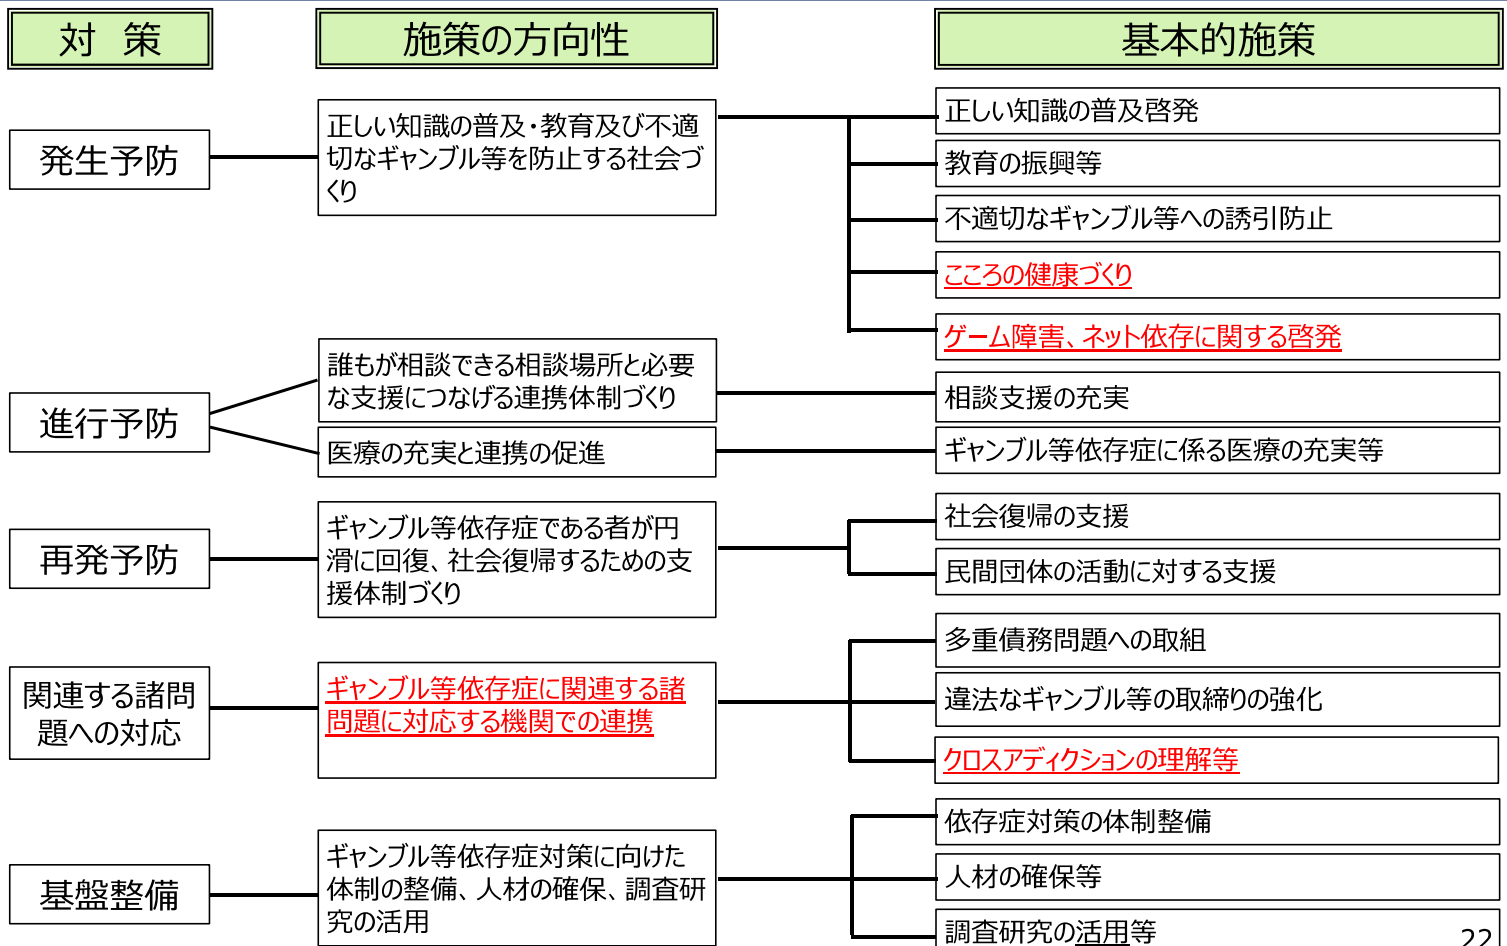 対　策
施策の方向性
基本的施策
発生予防
正しい知識の普及・教育及び不適
切なギャンブル等を防止する社会づ
くり
正しい知識の普及啓発
教育の振興等
不適切なギャンブル等への誘引防止
こころの健康づくり
ゲーム障害、ネット依存に関する啓発
進行予防
誰もが相談できる相談場所と必要
な支援につなげる連携体制づくり
相談支援の充実
医療の充実と連携の促進
ギャンブル等依存症に係る医療の充実等
再発予防
ギャンブル等依存症である者が円
滑に回復、社会復帰するための支
援体制づくり
社会復帰の支援
民間団体の活動に対する支援
関連する諸問
題への対応
ギャンブル等依存症に関連する諸
問題に対応する機関での連携
多重債務問題への取組
違法なギャンブル等の取締りの強化
クロスアディクションの理解等
基盤整備
ギャンブル等依存症対策に向けた
体制の整備、人材の確保、調査研
究の活用
依存症対策の体制整備
人材の確保等
調査研究の活用等
22